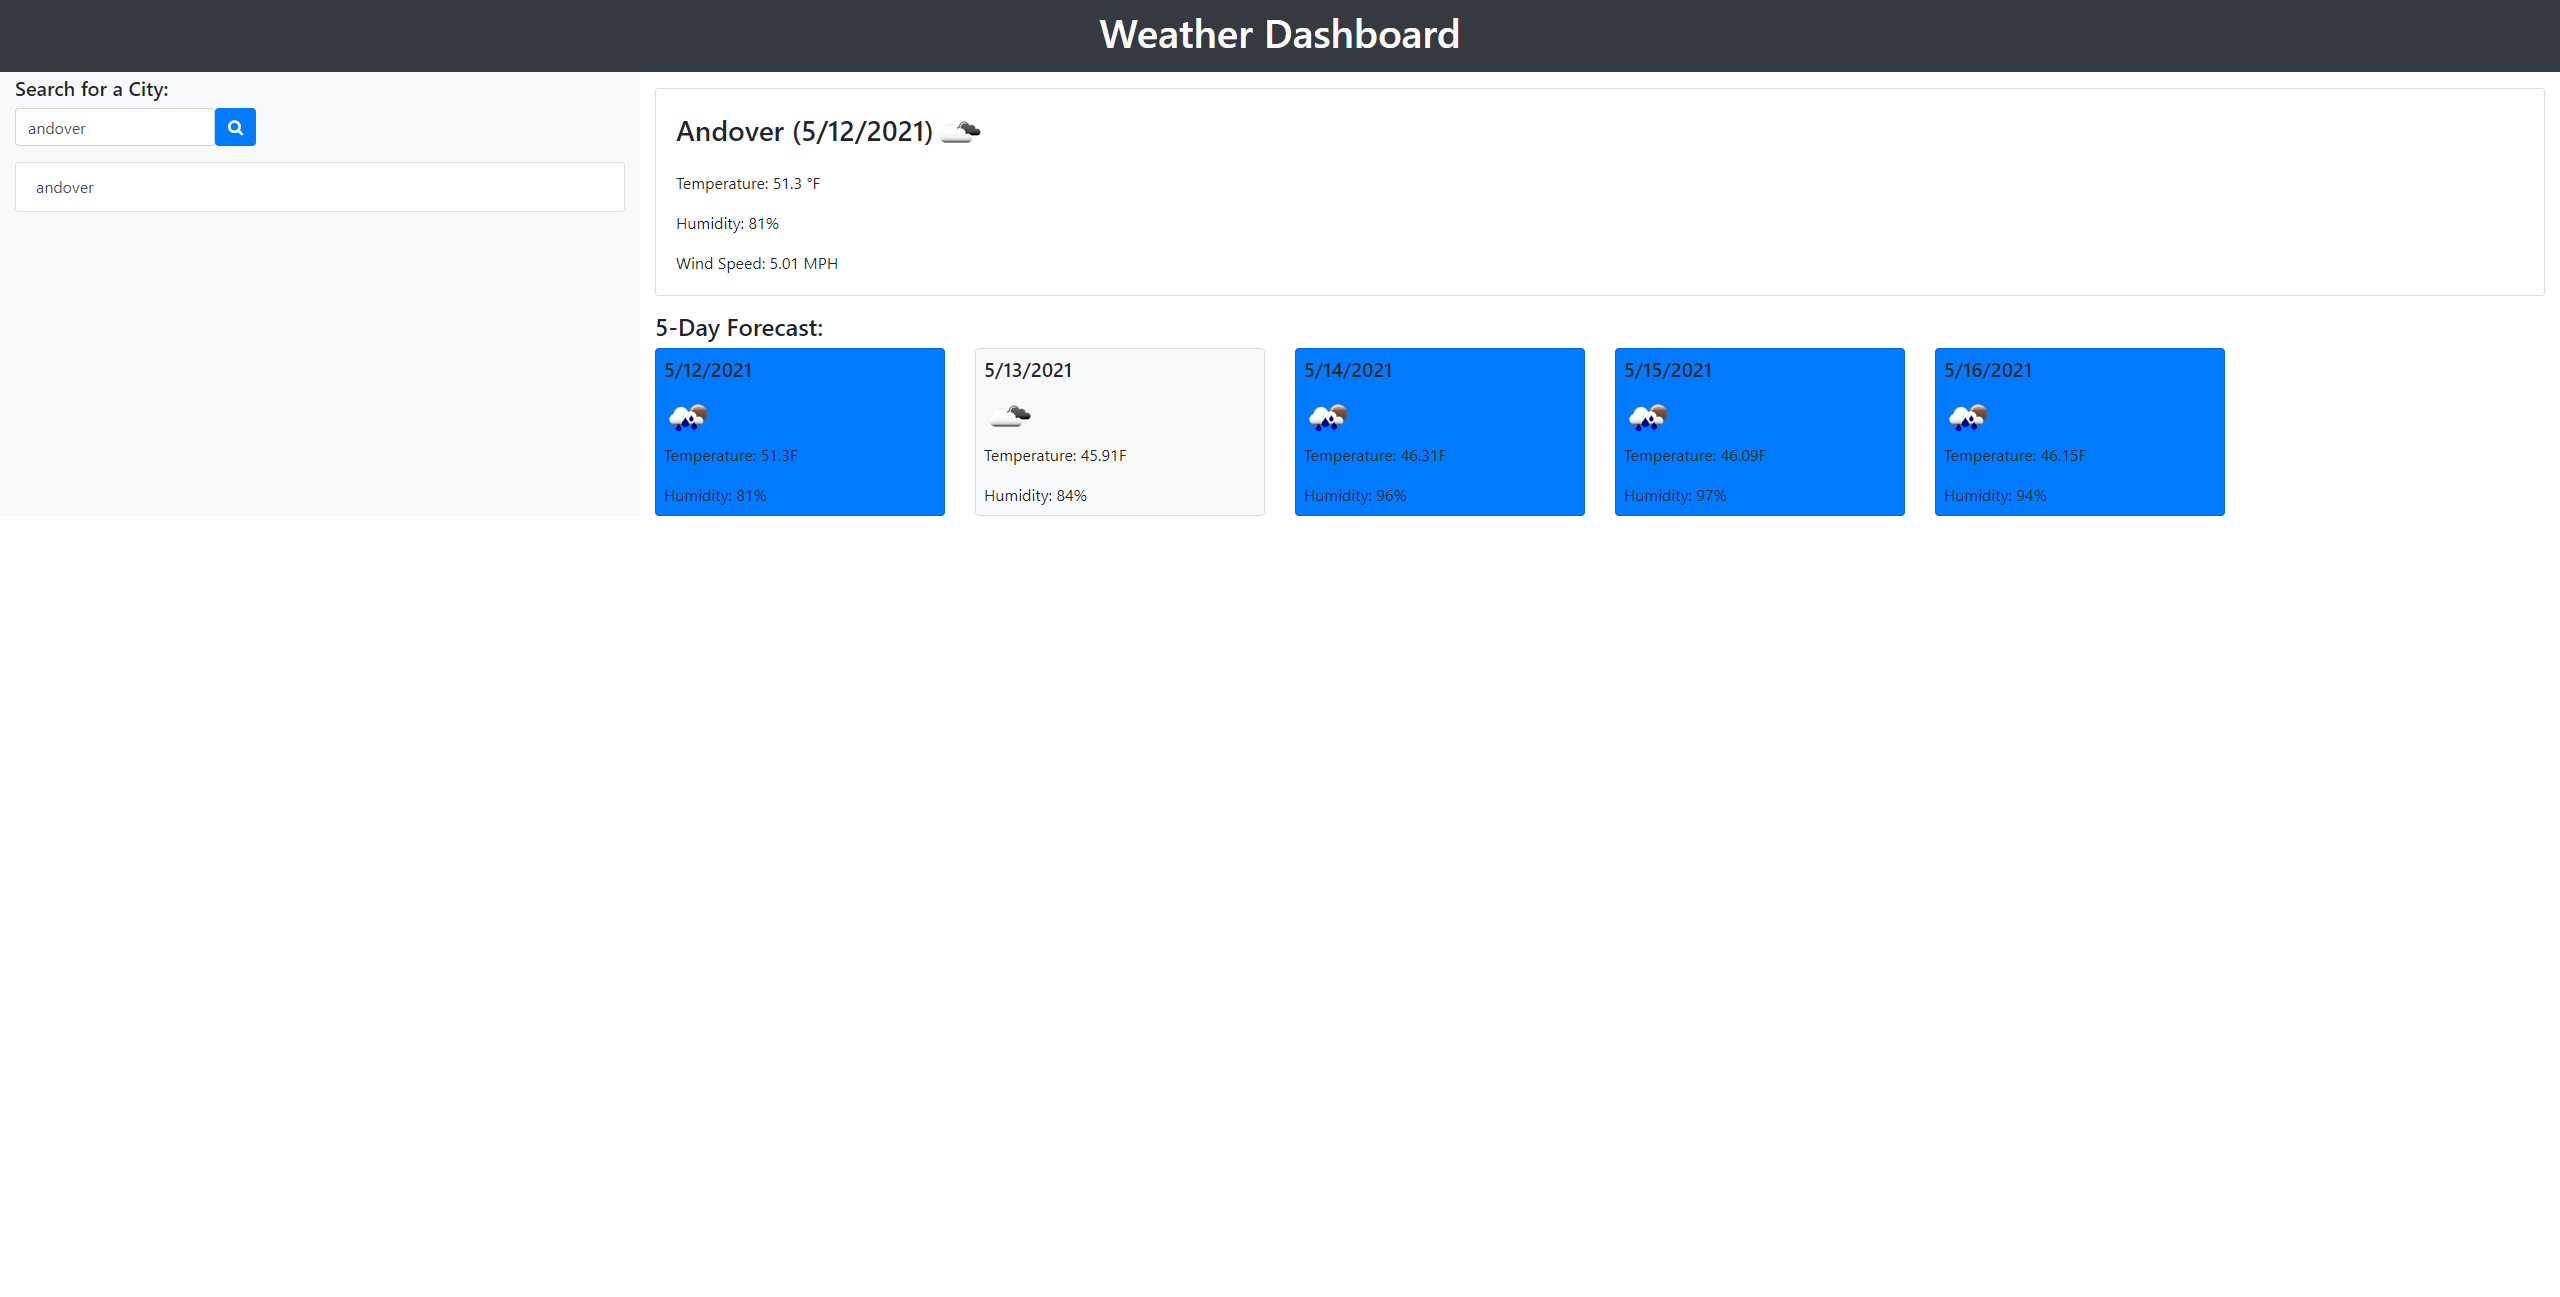 Weather Dashboard
Search for a City:
andover
andover
Andover (5/12/2021)
Temperature: 51.3 °F
Humidity: 81%
Wind Speed: 5.01 MPH
5-Day Forecast:
5/12/2021
Temperature: 51.3F
Humidity: 81%
5/13/2021
Temperature: 45.91F
Humidity: 84%
5/14/2021
Temperature: 46.31F
Humidity: 96%
5/15/2021
Temperature: 46.09F
Humidity: 97%
5/16/2021
Temperature: 46.15F
Humidity: 94%